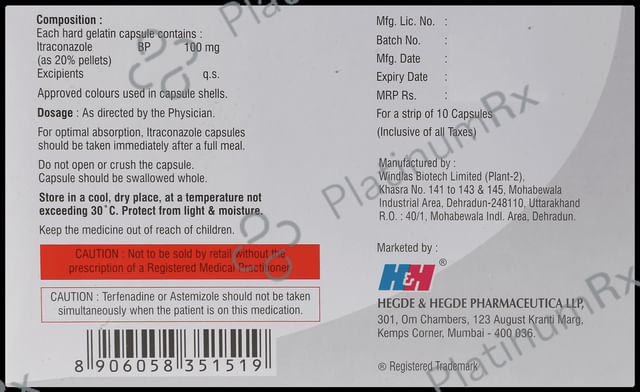 Composition :
Each hard gelatin capsule contains :
Itraconazole BP 100 mg
(as 20% pellets)
Excipients q.s.
Approved colours used in capsule shells.
Dosage : As directed by the Physician.
For optimal absorption, Itraconazole capsules
should be taken immediately after a full meal.
Do not open or crush the capsule.
Capsule should be swallowed whole.
Store in a cool, dry place, at a temperature not
exceeding 30˚C. Protect from light & moisture.
Keep the medicine out of reach of children.
CAUTION : Not to be sold by retail without the
prescription of a Registered Medical Practitioner.
CAUTION : Terfenadine or Astemizole should not be taken
simultaneously when the patient is on this medication.
8 906058 351519
Mfg. Lic. No. :
Batch No. :
Mfg. Date :
Expiry Date :
MRP Rs. :
For a strip of 10 Capsules
(Inclusive of all Taxes)
Manufactured by :
Windlas Biotech Limited (Plant-2),
Khasra No. 141 to 143 & 145, Mohabewala
Industrial Area, Dehradun-248110, Uttarakhand
R.O. : 40/1, Mohabewala Indl. Area, Dehradun.
Marketed by :
H&H ®
HEGDE & HEGDE PHARMACEUTICA LLP,
301, Om Chambers, 123 August Kranti Marg.
Kemps Corner, Mumbai - 400 036.
® Registered Trademark
PlatinumRx
PlatinumRx
PlatinumRx